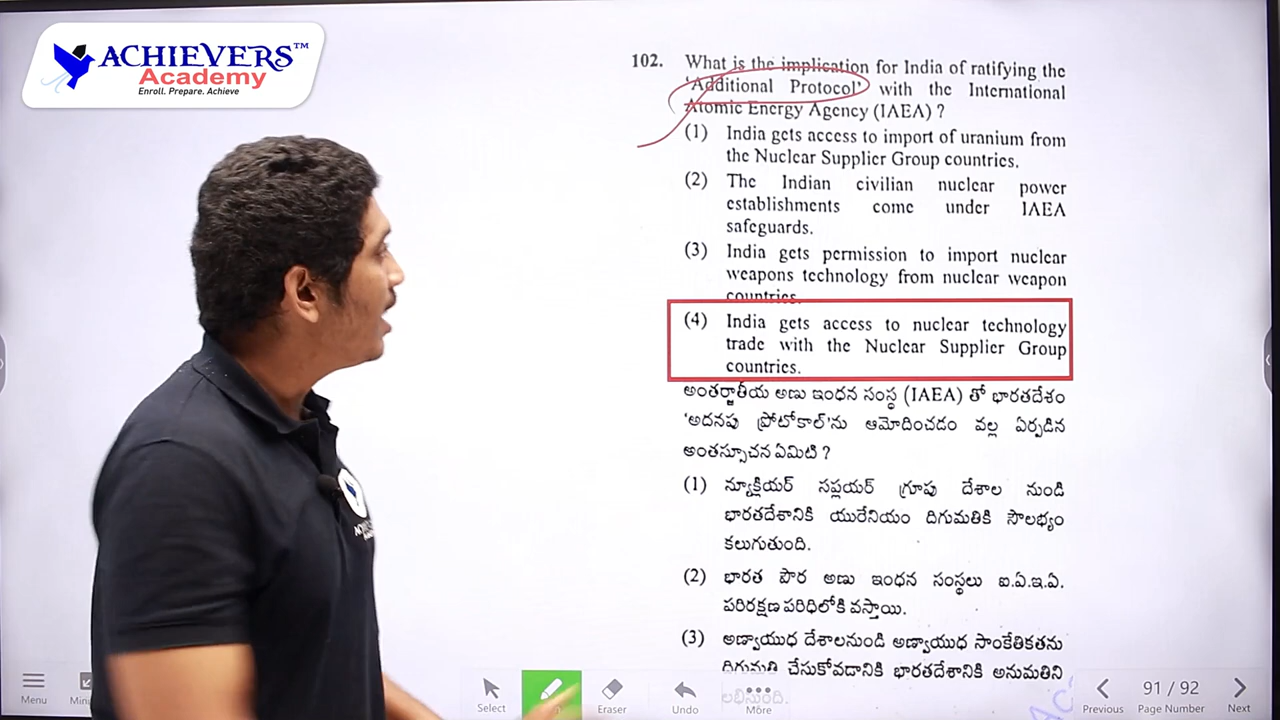 ACHIEVERS™
Academy
Enroll. Prepare. Achieve
102. What is the implication for India of ratifying the
'Additional Protocol' with the International
Atomic Energy Agency (IAEA) ?
(1) India gets access to import of uranium from
the Nuclear Supplier Group countries.
(2) The Indian civilian nuclear power
establishments come under IAEA
safeguards.
(3) India gets permission to import nuclear
weapons technology from nuclear weapon
countries.
(4) India gets access to nuclear technology
trade with the Nuclear Supplier Group
countries.
అంతర్జాతీయ అణు ఇంధన సంస్థ (IAEA) తో భారతదేశం
'అదనపు ప్రోటోకాల్'ను ఆమోదించడం వల్ల ఏర్పడిన
అంతస్సూచన ఏమిటి ?
(1) న్యూక్లియర్ సప్లయర్ గ్రూపు దేశాల నుండి
భారతదేశానికి యురేనియం దిగుమతికి సౌలభ్యం
కలుగుతుంది.
(2) భారత పౌర అణు ఇంధన సంస్థలు ఐ.ఏ.ఇ.ఏ.
పరిరక్షణ పరిధిలోకి వస్తాయి.
(3) అణ్వాయుధ దేశాలనుండి అణ్వాయుధ సాంకేతికతను
దిగుమతి చేసుకోవడానికి భారతదేశానికి అనుమతిని
లభిస్తుంది.
Menu
Select
Eraser
Undo
More
Previous
91 / 92
Page Number
Next